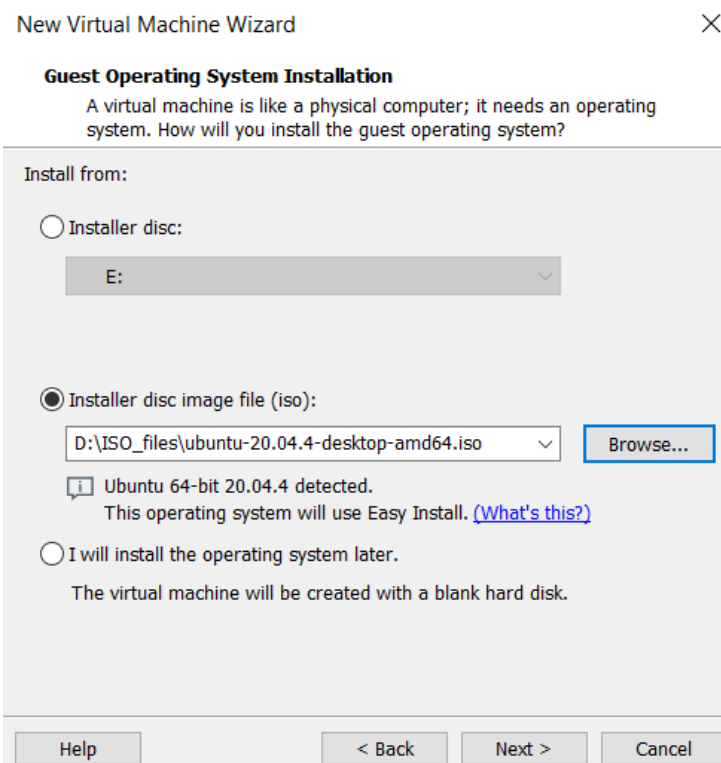 New Virtual Machine Wizard
Guest Operating System Installation
A virtual machine is like a physical computer; it needs an operating
system. How will you install the guest operating system?
Install from:
Installer disc:
E:
Installer disc image file (iso):
D:\ISO_files\ubuntu-20.04.4-desktop-amd64.iso
Browse...
Ubuntu 64-bit 20.04.4 detected.
This operating system will use Easy Install. (What's this?)
I will install the operating system later.
The virtual machine will be created with a blank hard disk.
Help
< Back
Next >
Cancel